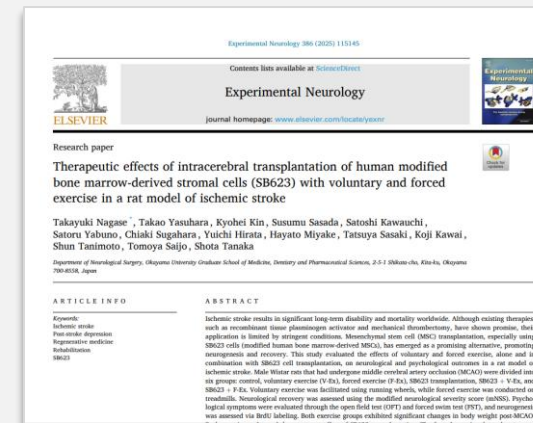 Experimental Neurology 386 (2025) 115145
Contents lists available at ScienceDirect
Experimental Neurology
journal homepage: www.elsevier.com/locate/yexnr
ELSEVIER
Experimental
Neurology
Check for
updates
Research paper
Therapeutic effects of intracerebral transplantation of human modified
bone marrow-derived stromal cells (SB623) with voluntary and forced
exercise in a rat model of ischemic stroke
Takayuki Nagase *, Takao Yasuhara, Kyohei Kin, Susumu Sasada, Satoshi Kawauchi,
Satoru Yabuno, Chiaki Sugahara, Yuichi Hirata, Hayato Miyake, Tatsuya Sasaki, Koji Kawai,
Shun Tanimoto, Tomoya Saijo, Shota Tanaka
Department of Neurological Surgery, Okayama University Graduate School of Medicine, Dentistry and Pharmaceutical Sciences, 2-5-1 Shikata-cho, Kita-ku, Okayama
700-8558, Japan
ARTICLE INFO
Keywords:
Ischemic stroke
Post-stroke depression
Regenerative medicine
Rehabilitation
SB623
ABSTRACT
Ischemic stroke results in significant long-term disability and mortality worldwide. Although existing therapies,
such as recombinant tissue plasminogen activator and mechanical thrombectomy, have shown promise, their
application is limited by stringent conditions. Mesenchymal stem cell (MSC) transplantation, especially using
SB623 cells (modified human bone marrow-derived MSCs), has emerged as a promising alternative, promoting
neurogenesis and recovery. This study evaluated the effects of voluntary and forced exercise, alone and in
combination with SB623 cell transplantation, on neurological and psychological outcomes in a rat model of
ischemic stroke. Male Wistar rats that had undergone middle cerebral artery occlusion (MCAO) were divided into
six groups: control, voluntary exercise (V-Ex), forced exercise (F-Ex), SB623 transplantation, SB623 + V-Ex, and
SB623 + F-Ex. Voluntary exercise was facilitated using running wheels, while forced exercise was conducted on
treadmills. Neurological recovery was assessed using the modified neurological severity score (mNSS). Psycho-
logical symptoms were evaluated through the open field test (OFT) and forced swim test (FST), and neurogenesis
was assessed via BrdU labeling. Both exercise groups exhibited significant changes in body weight post-MCAO.